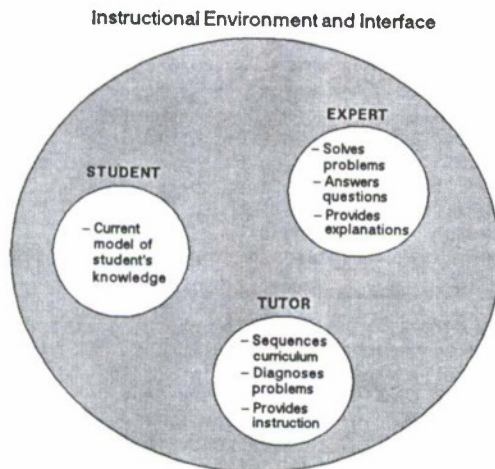 Instructional Environment and Interface
EXPERT
– Solves
problems
– Answers
questions
– Provides
explanations
STUDENT
– Current
model of
student's
knowledge
TUTOR
– Sequences
curriculum
– Diagnoses
problems
– Provides
instruction